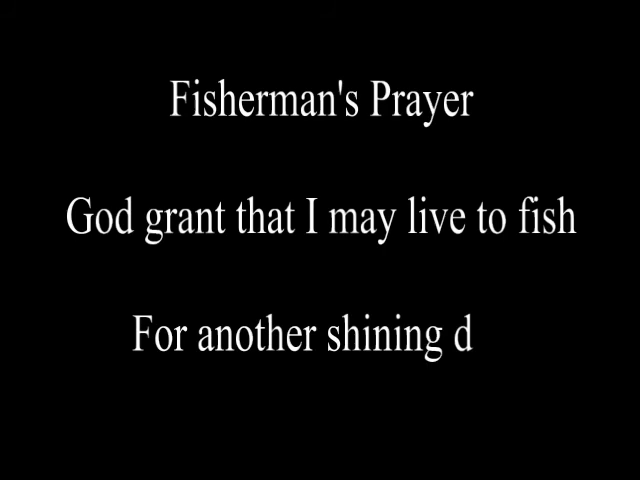 Fisherman's Prayer
God grant that I may live to fish
For another shining d